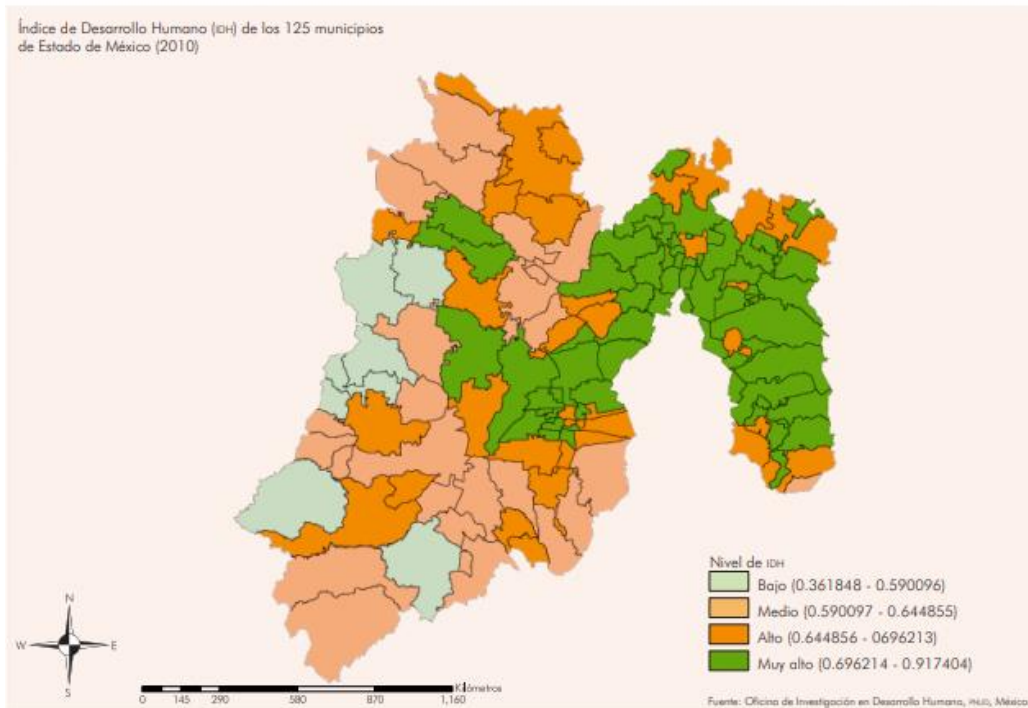 Índice de Desarrollo Humano (IDH) de los 125 municipios
de Estado de México (2010)
Nivel de IDH
Bajo (0.361848 - 0.590096)
Medio (0.590097 - 0.644855)
Alto (0.644856 - 0696213)
Muy alto (0.696214 - 0.917404)
N
W
E
S
Kilómetros
0 145 290 580 870 1,160
Fuente: Oficina de Investigación en Desarrollo Humano, PNUD, México